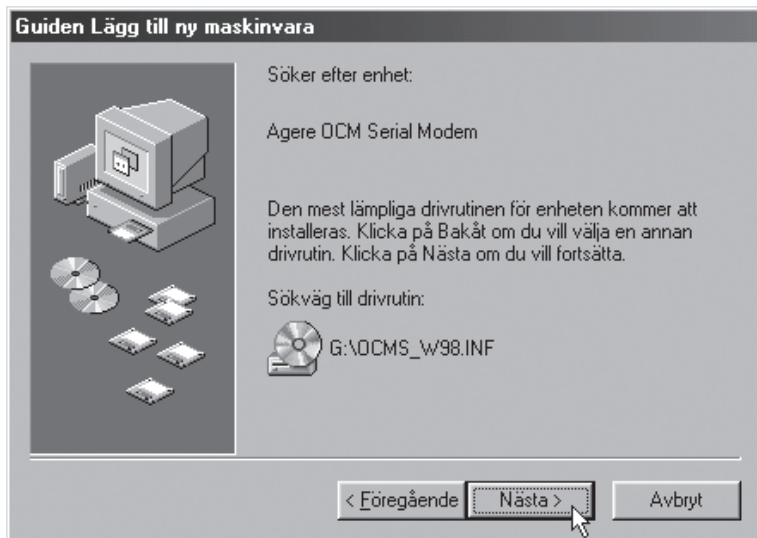 Guiden Lägg till ny maskinvara
Söker efter enhet:
Agere OCM Serial Modem
Den mest lämpliga drivrutinen för enheten kommer att
installeras. Klicka på Bakåt om du vill välja en annan
drivrutin. Klicka på Nästa om du vill fortsätta.
Sökväg till drivrutin:
G:\OCMS_W98.INF
< Föregående Nästa > Avbryt